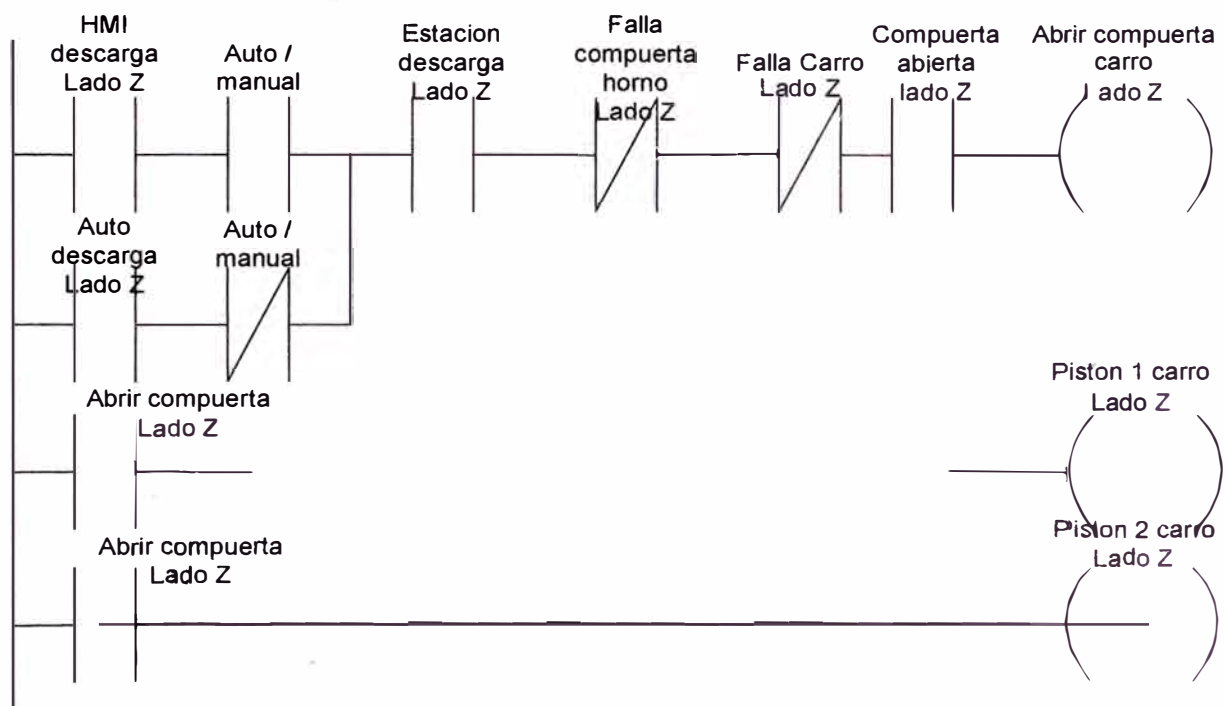 HMI
descarga
Lado Z
Auto /
manual
Estacion
descarga
Lado Z
Falla
compuerta
horno
Lado Z
Falla Carro
Lado Z
Compuerta
abierta
lado Z
Abrir compuerta
carro
Lado Z
Auto
descarga
Lado Z
Auto /
manual
Abrir compuerta
Lado Z
Piston 1 carro
Lado Z
Abrir compuerta
Lado Z
Piston 2 carro
Lado Z